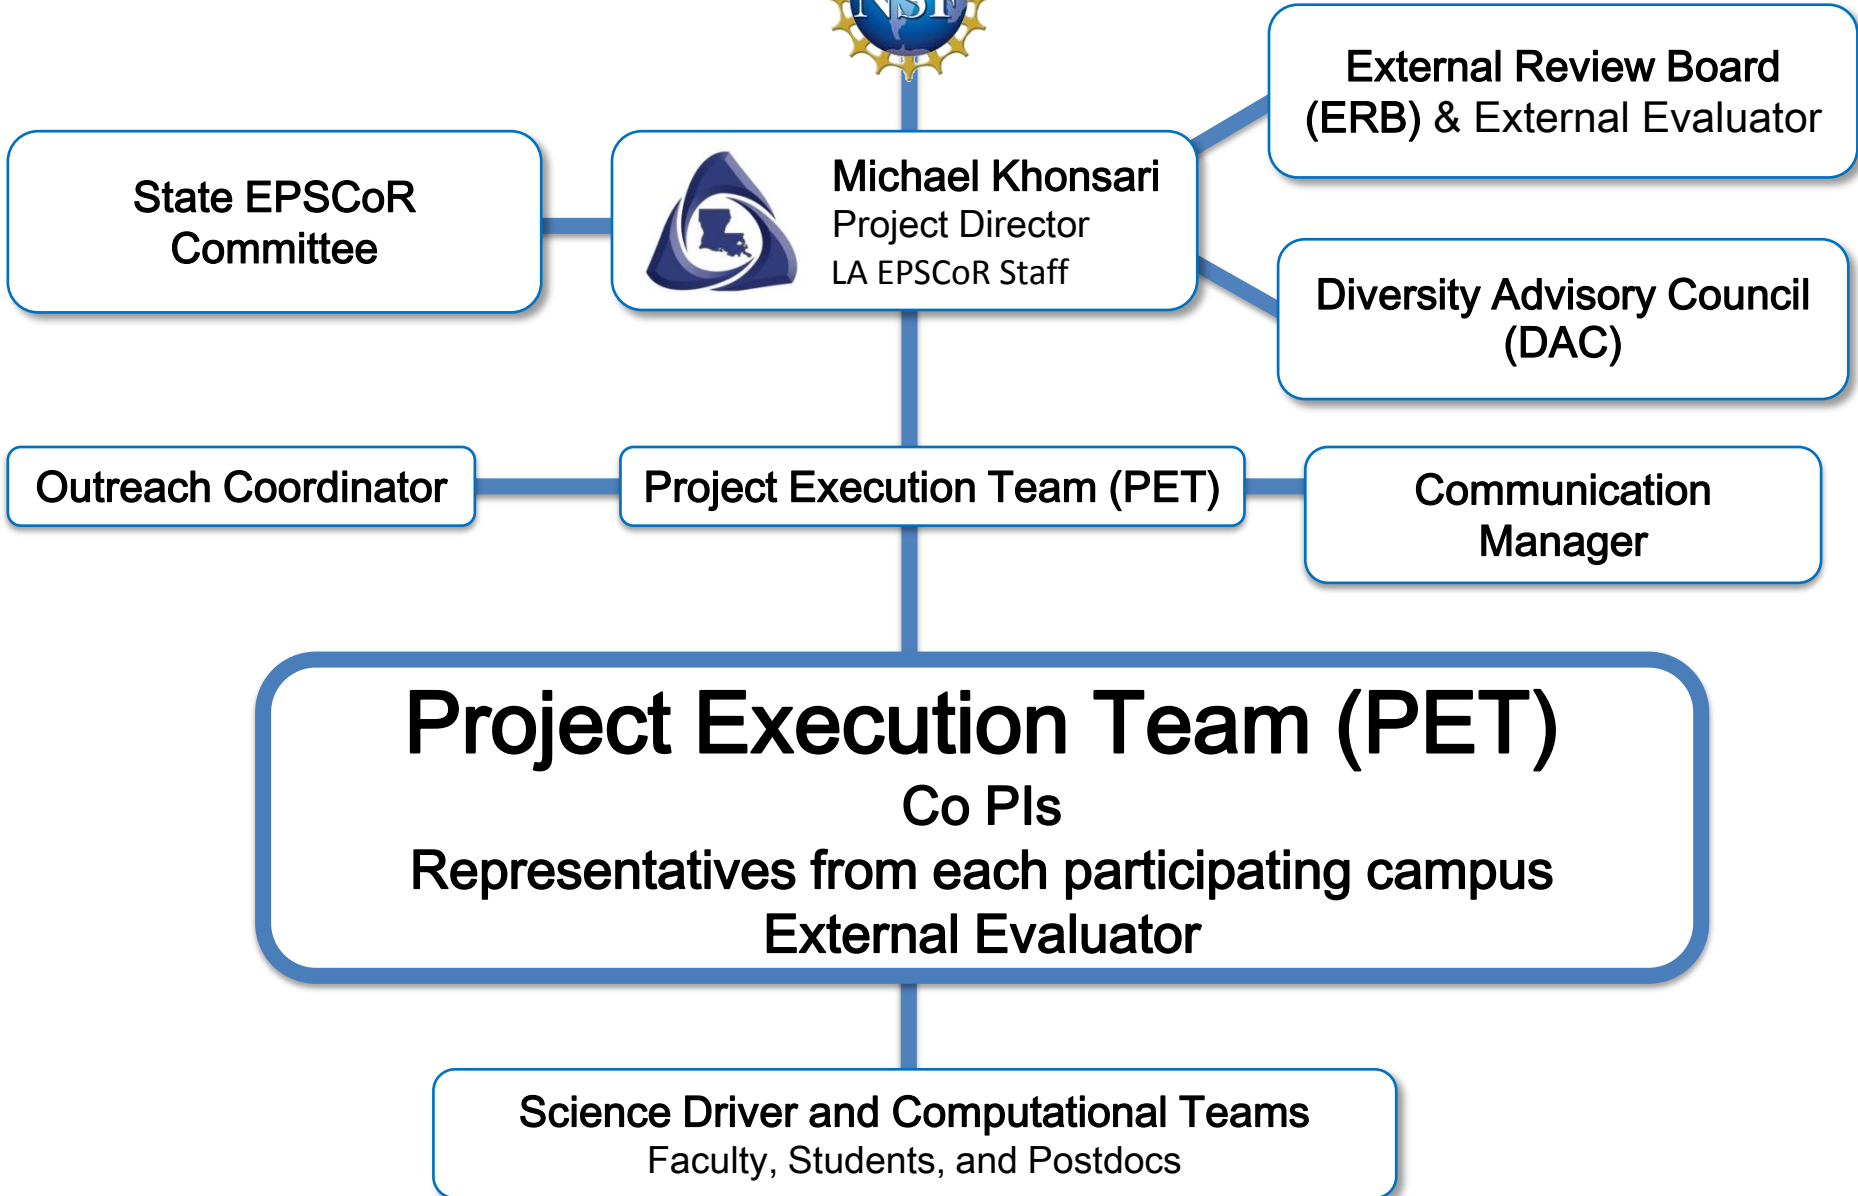 NSF
External Review Board
(ERB) & External Evaluator
State EPSCoR
Committee
Michael Khonsari
Project Director
LA EPSCoR Staff
Diversity Advisory Council
(DAC)
Outreach Coordinator
Project Execution Team (PET)
Communication
Manager
Project Execution Team (PET)
Co PIs
Representatives from each participating campus
External Evaluator
Science Driver and Computational Teams
Faculty, Students, and Postdocs